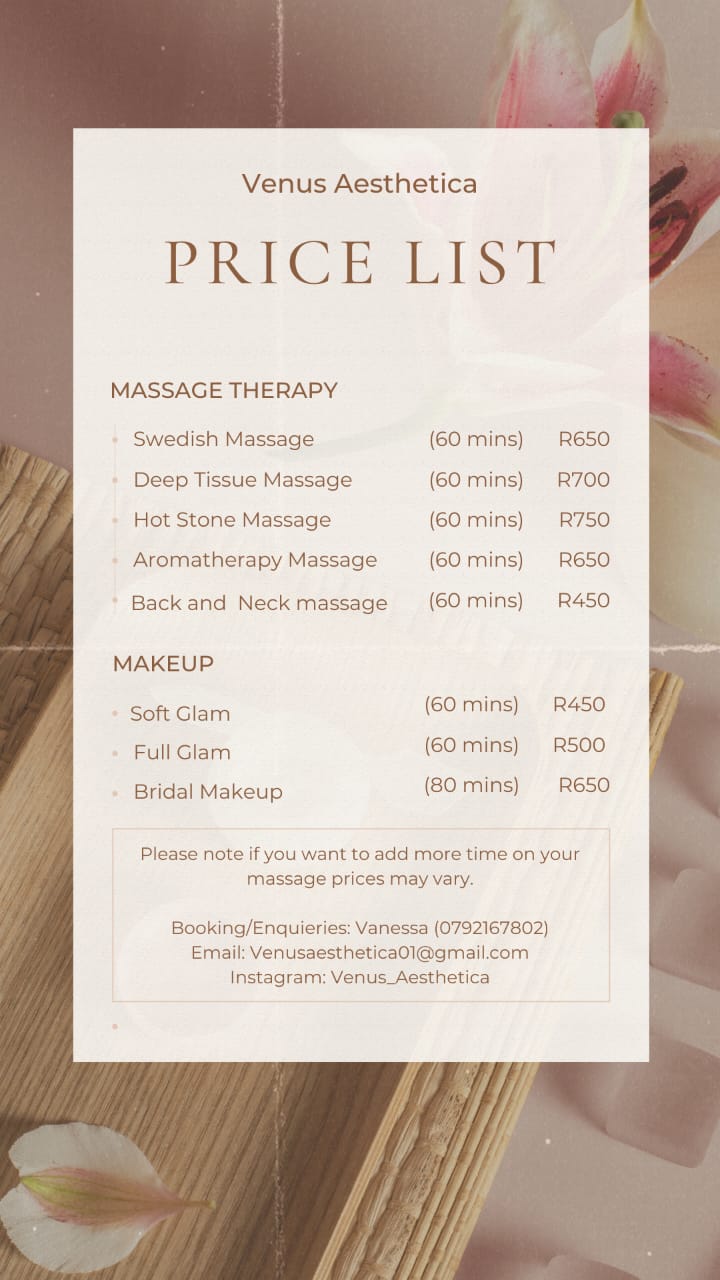 Venus Aesthetica
PRICE LIST
MASSAGE THERAPY
Swedish Massage (60 mins) R650
Deep Tissue Massage (60 mins) R700
Hot Stone Massage (60 mins) R750
Aromatherapy Massage (60 mins) R650
Back and Neck massage (60 mins) R450
MAKEUP
Soft Glam (60 mins) R450
Full Glam (60 mins) R500
Bridal Makeup (80 mins) R650
Please note if you want to add more time on your
massage prices may vary.
Booking/Enquieries: Vanessa (0792167802)
Email: Venusaesthetica01@gmail.com
Instagram: Venus_Aesthetica